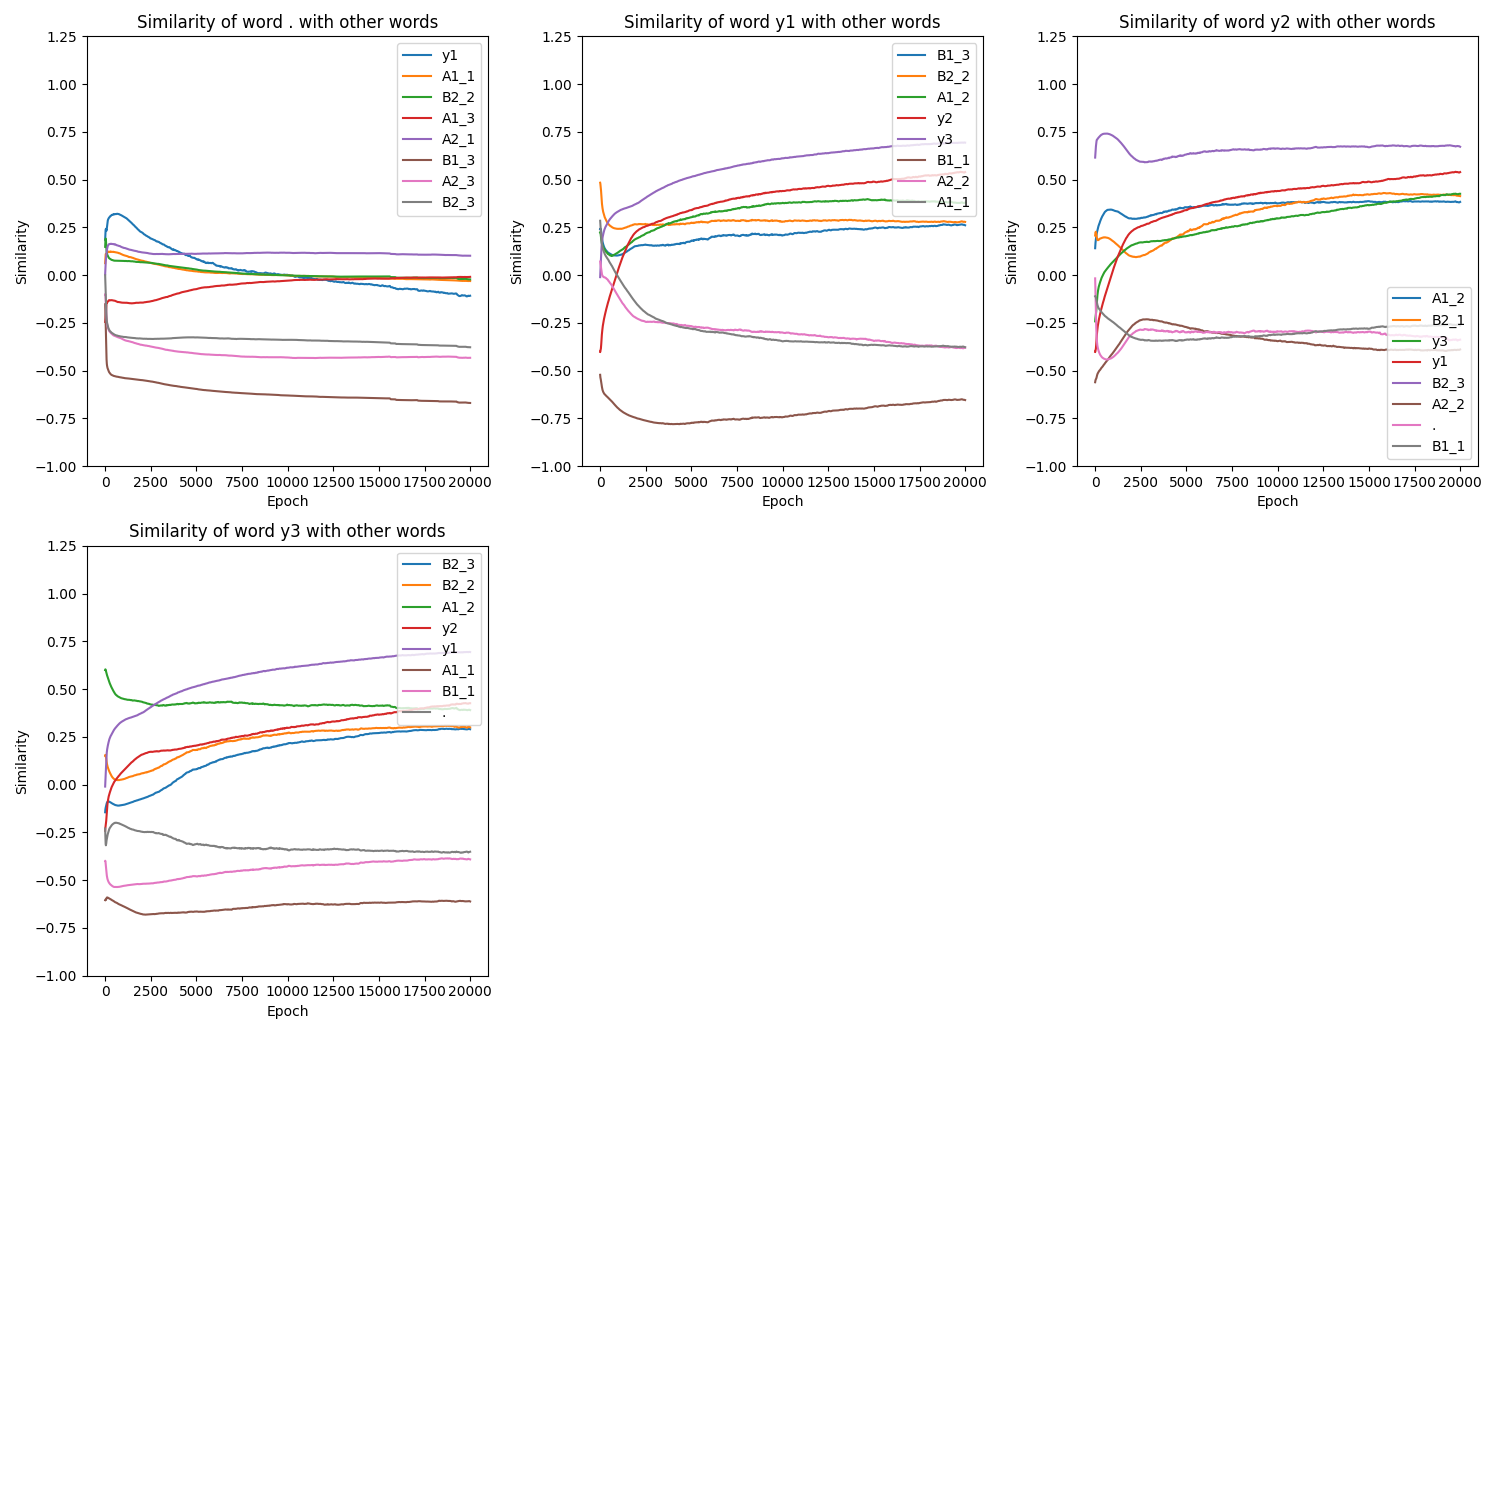 Similarity of word . with other words
1.25
1.00
0.75
0.50
0.25
0.00
−0.25
−0.50
−0.75
−1.00
Similarity
0 2500 5000 7500 10000 12500 15000 17500 20000
Epoch
y1
A1_1
B2_2
A1_3
A2_1
B1_3
A2_3
B2_3
Similarity of word y1 with other words
1.25
1.00
0.75
0.50
0.25
0.00
−0.25
−0.50
−0.75
−1.00
Similarity
0 2500 5000 7500 10000 12500 15000 17500 20000
Epoch
B1_3
B2_2
A1_2
y2
y3
B1_1
A2_2
A1_1
Similarity of word y2 with other words
1.25
1.00
0.75
0.50
0.25
0.00
−0.25
−0.50
−0.75
−1.00
Similarity
0 2500 5000 7500 10000 12500 15000 17500 20000
Epoch
A1_2
B2_1
y3
y1
B2_3
A2_2
.
B1_1
Similarity of word y3 with other words
1.25
1.00
0.75
0.50
0.25
0.00
−0.25
−0.50
−0.75
−1.00
Similarity
0 2500 5000 7500 10000 12500 15000 17500 20000
Epoch
B2_3
B2_2
A1_2
y2
y1
A1_1
B1_1
.